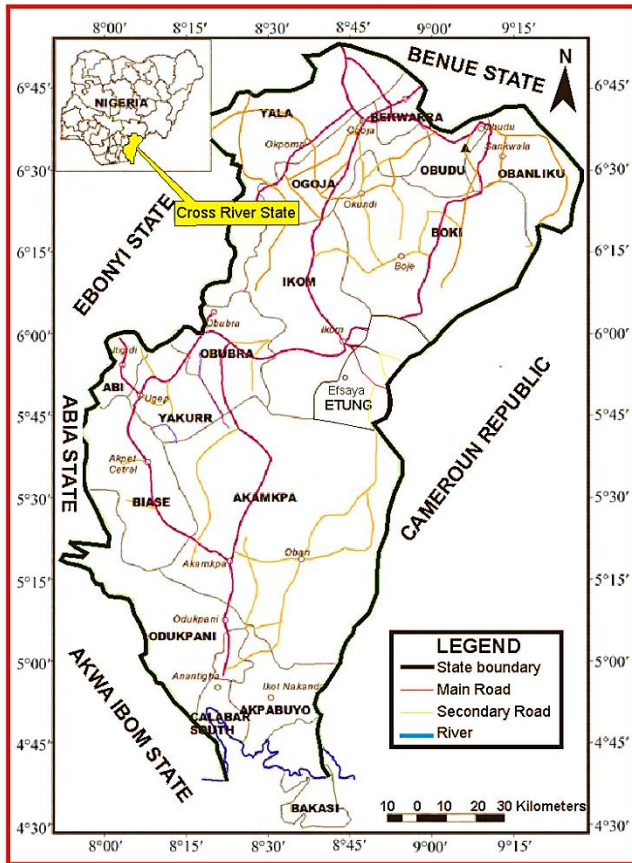 8°00' 8°15' 8°30' 8°45' 9°00' 9°15'
BENUE STATE
N
6°45' 6°45'
NIGERIA
YALA
BEKWARRA
Ogoja
Obudu
Okpoma
Sankwala
6°30' 6°30'
OGOJA
OBUDU
OBANLIKU
Okundi
Cross River State
BOKI
6°15' 6°15'
EBONYI STATE
Boje
IKOM
6°00' 6°00'
Obubra
Ikom
OBUBRA
Itigidi
ABI
Efsaya
ETUNG
Ugep
5°45' 5°45'
YAKURR
ABIA STATE
CAMEROUN REPUBLIC
Akpet
Cetral
5°30' 5°30'
BIASE
AKAMKPA
Akamkpa
Oban
5°15' 5°15'
Odukpani
ODUKPANI
LEGEND
State boundary
Main Road
Secondary Road
River
5°00' 5°00'
AKWA IBOM STATE
Anantigha
Ikot Nakanda
CALABAR
SOUTH
AKPABUYO
4°45' 4°45'
BAKASI
10 0 10 20 30 Kilometers
4°30' 4°30'
8°00' 8°15' 8°30' 8°45' 9°00' 9°15'